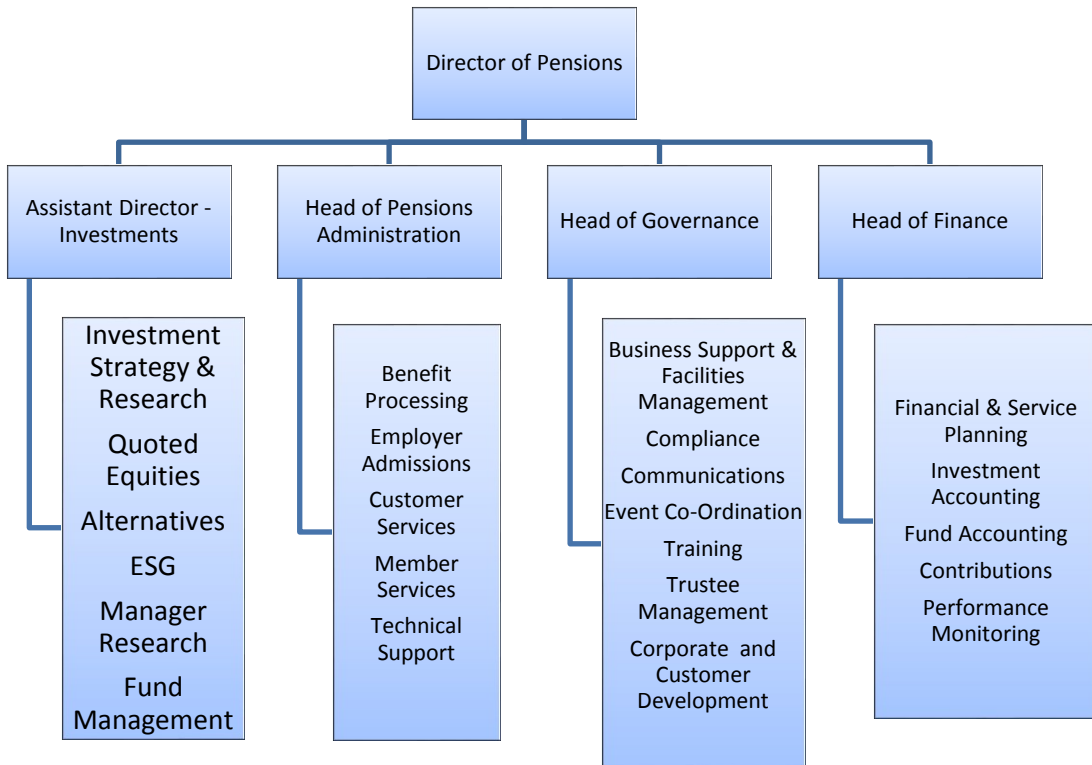 Director of Pensions
Assistant Director -
Investments
Head of Pensions
Administration
Head of Governance
Head of Finance
Investment
Strategy &
Research
Quoted
Equities
Alternatives
ESG
Manager
Research
Fund
Management
Benefit
Processing
Employer
Admissions
Customer
Services
Member
Services
Technical
Support
Business Support &
Facilities
Management
Compliance
Communications
Event Co-Ordination
Training
Trustee
Management
Corporate and
Customer
Development
Financial & Service
Planning
Investment
Accounting
Fund Accounting
Contributions
Performance
Monitoring